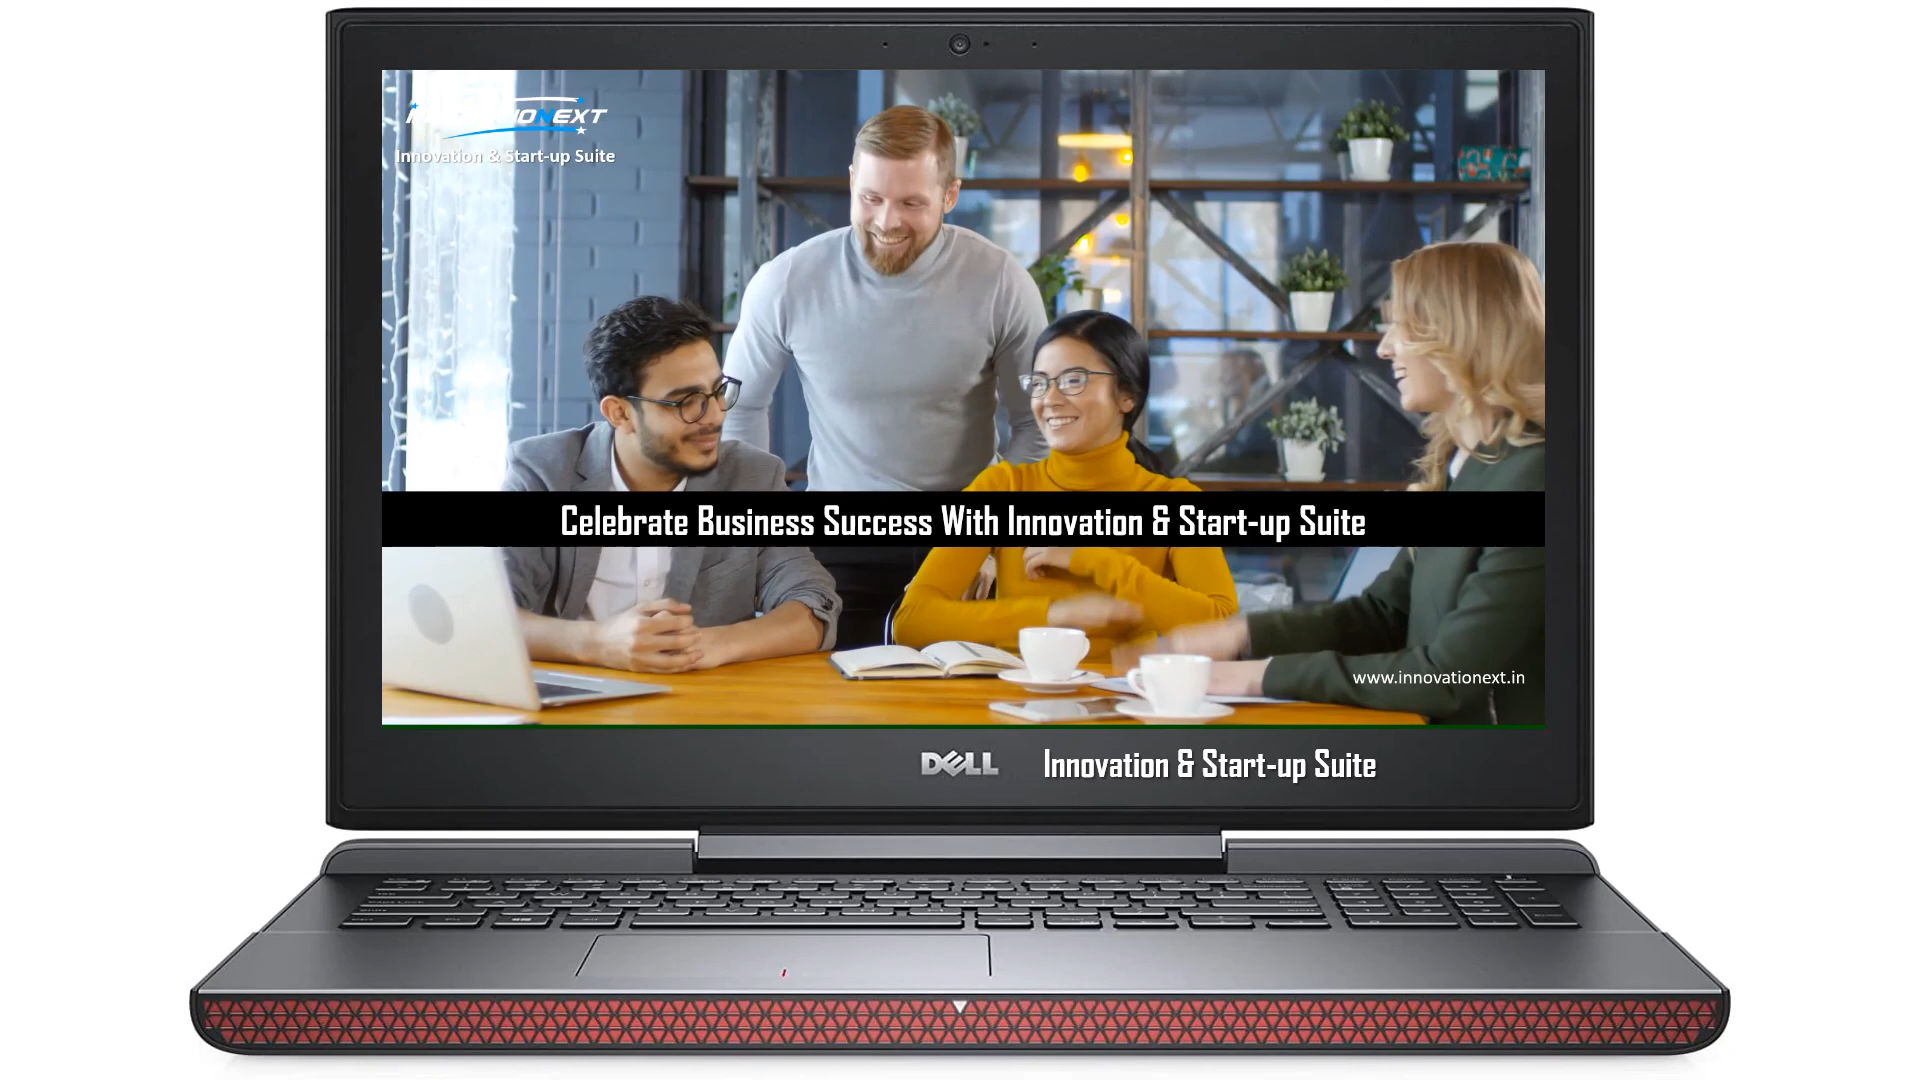 INNOVATIONEXT
Innovation & Start-up Suite
Celebrate Business Success With Innovation & Start-up Suite
www.innovationext.in
DELL
Innovation & Start-up Suite